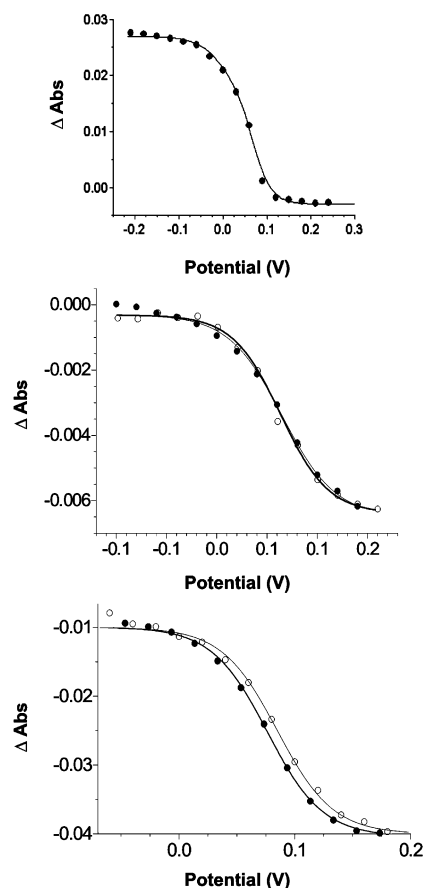 0.03
0.02
0.01
0.00
Δ Abs
-0.2 -0.1 0.0 0.1 0.2 0.3
Potential (V)
0.000
-0.002
-0.004
-0.006
Δ Abs
-0.1 -0.1 0.0 0.1 0.1 0.2
Potential (V)
-0.01
-0.02
-0.03
-0.04
Δ Abs
0.0 0.1 0.2
Potential (V)